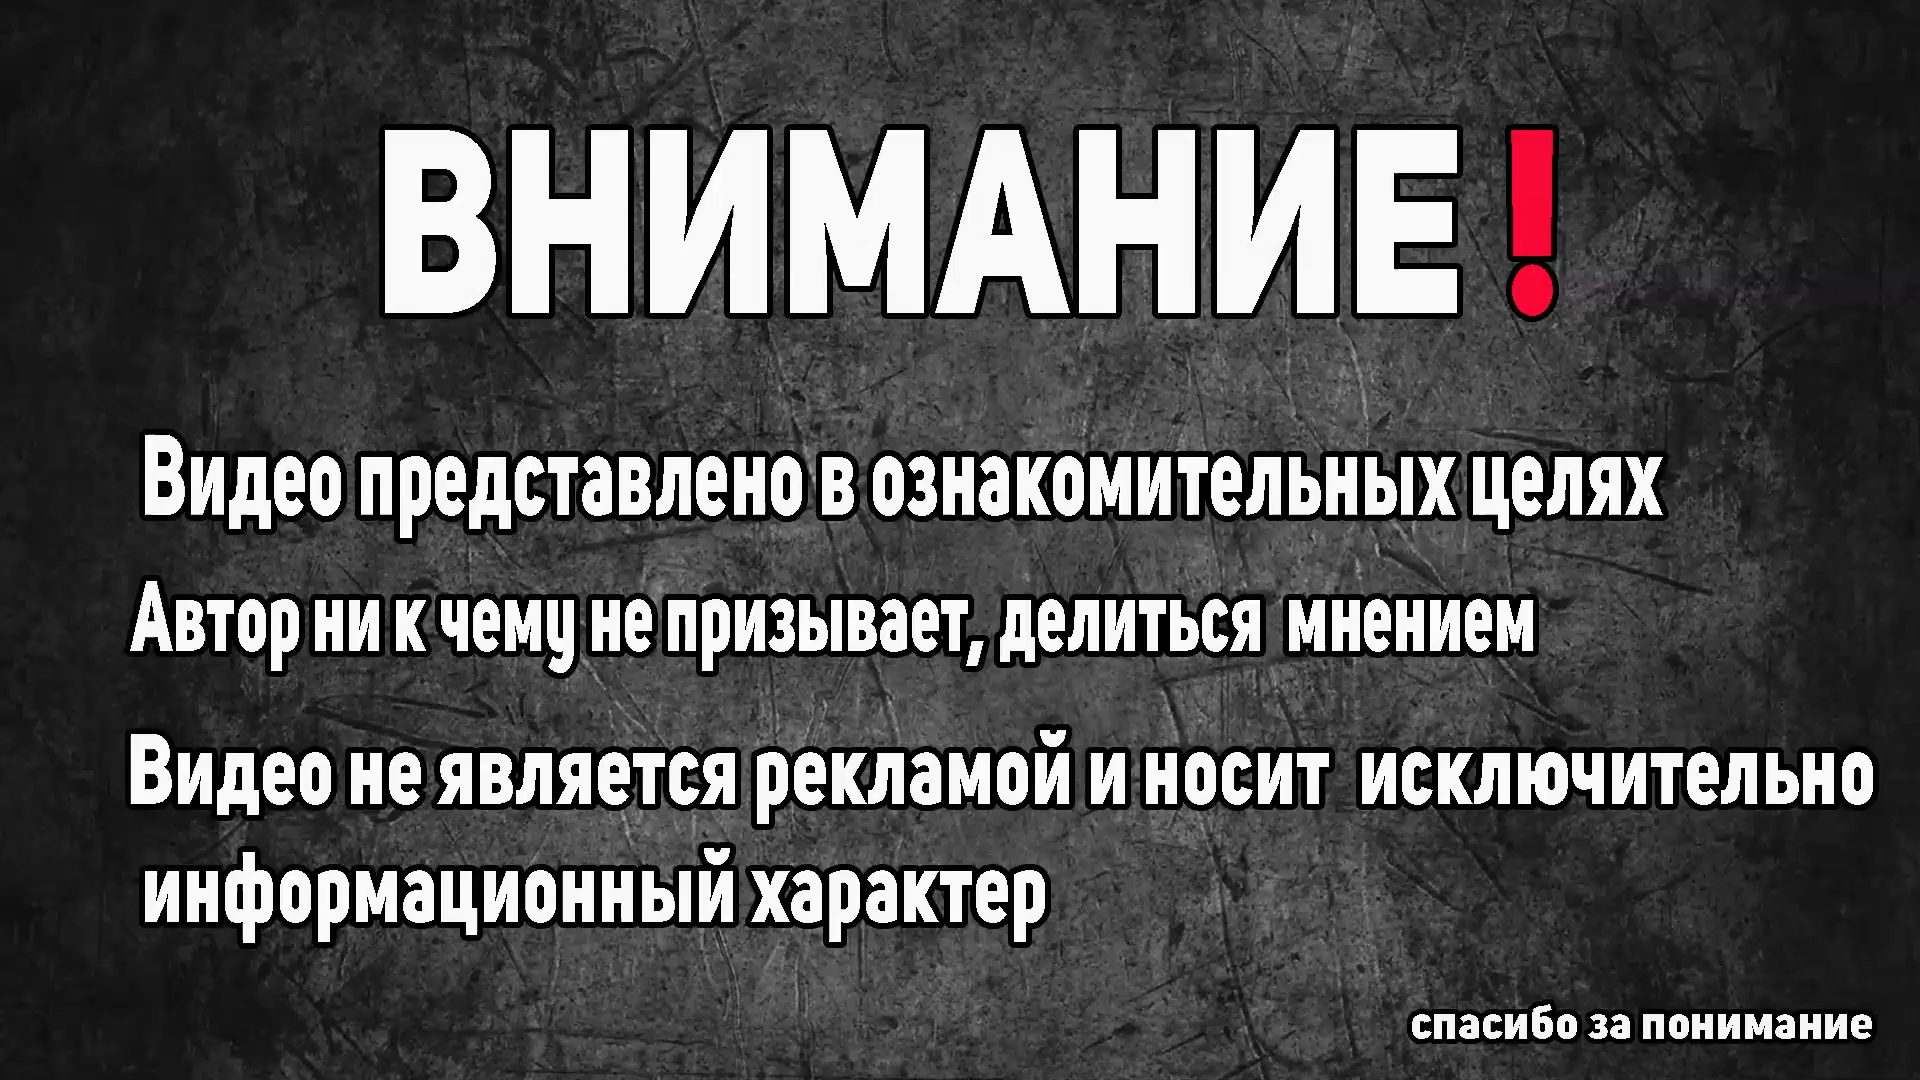 ВНИМАНИЕ!
Видео представлено в ознакомительных целях
Автор ни к чему не призывает, делиться мнением
Видео не является рекламой и носит исключительно
информационный характер
спасибо за понимание